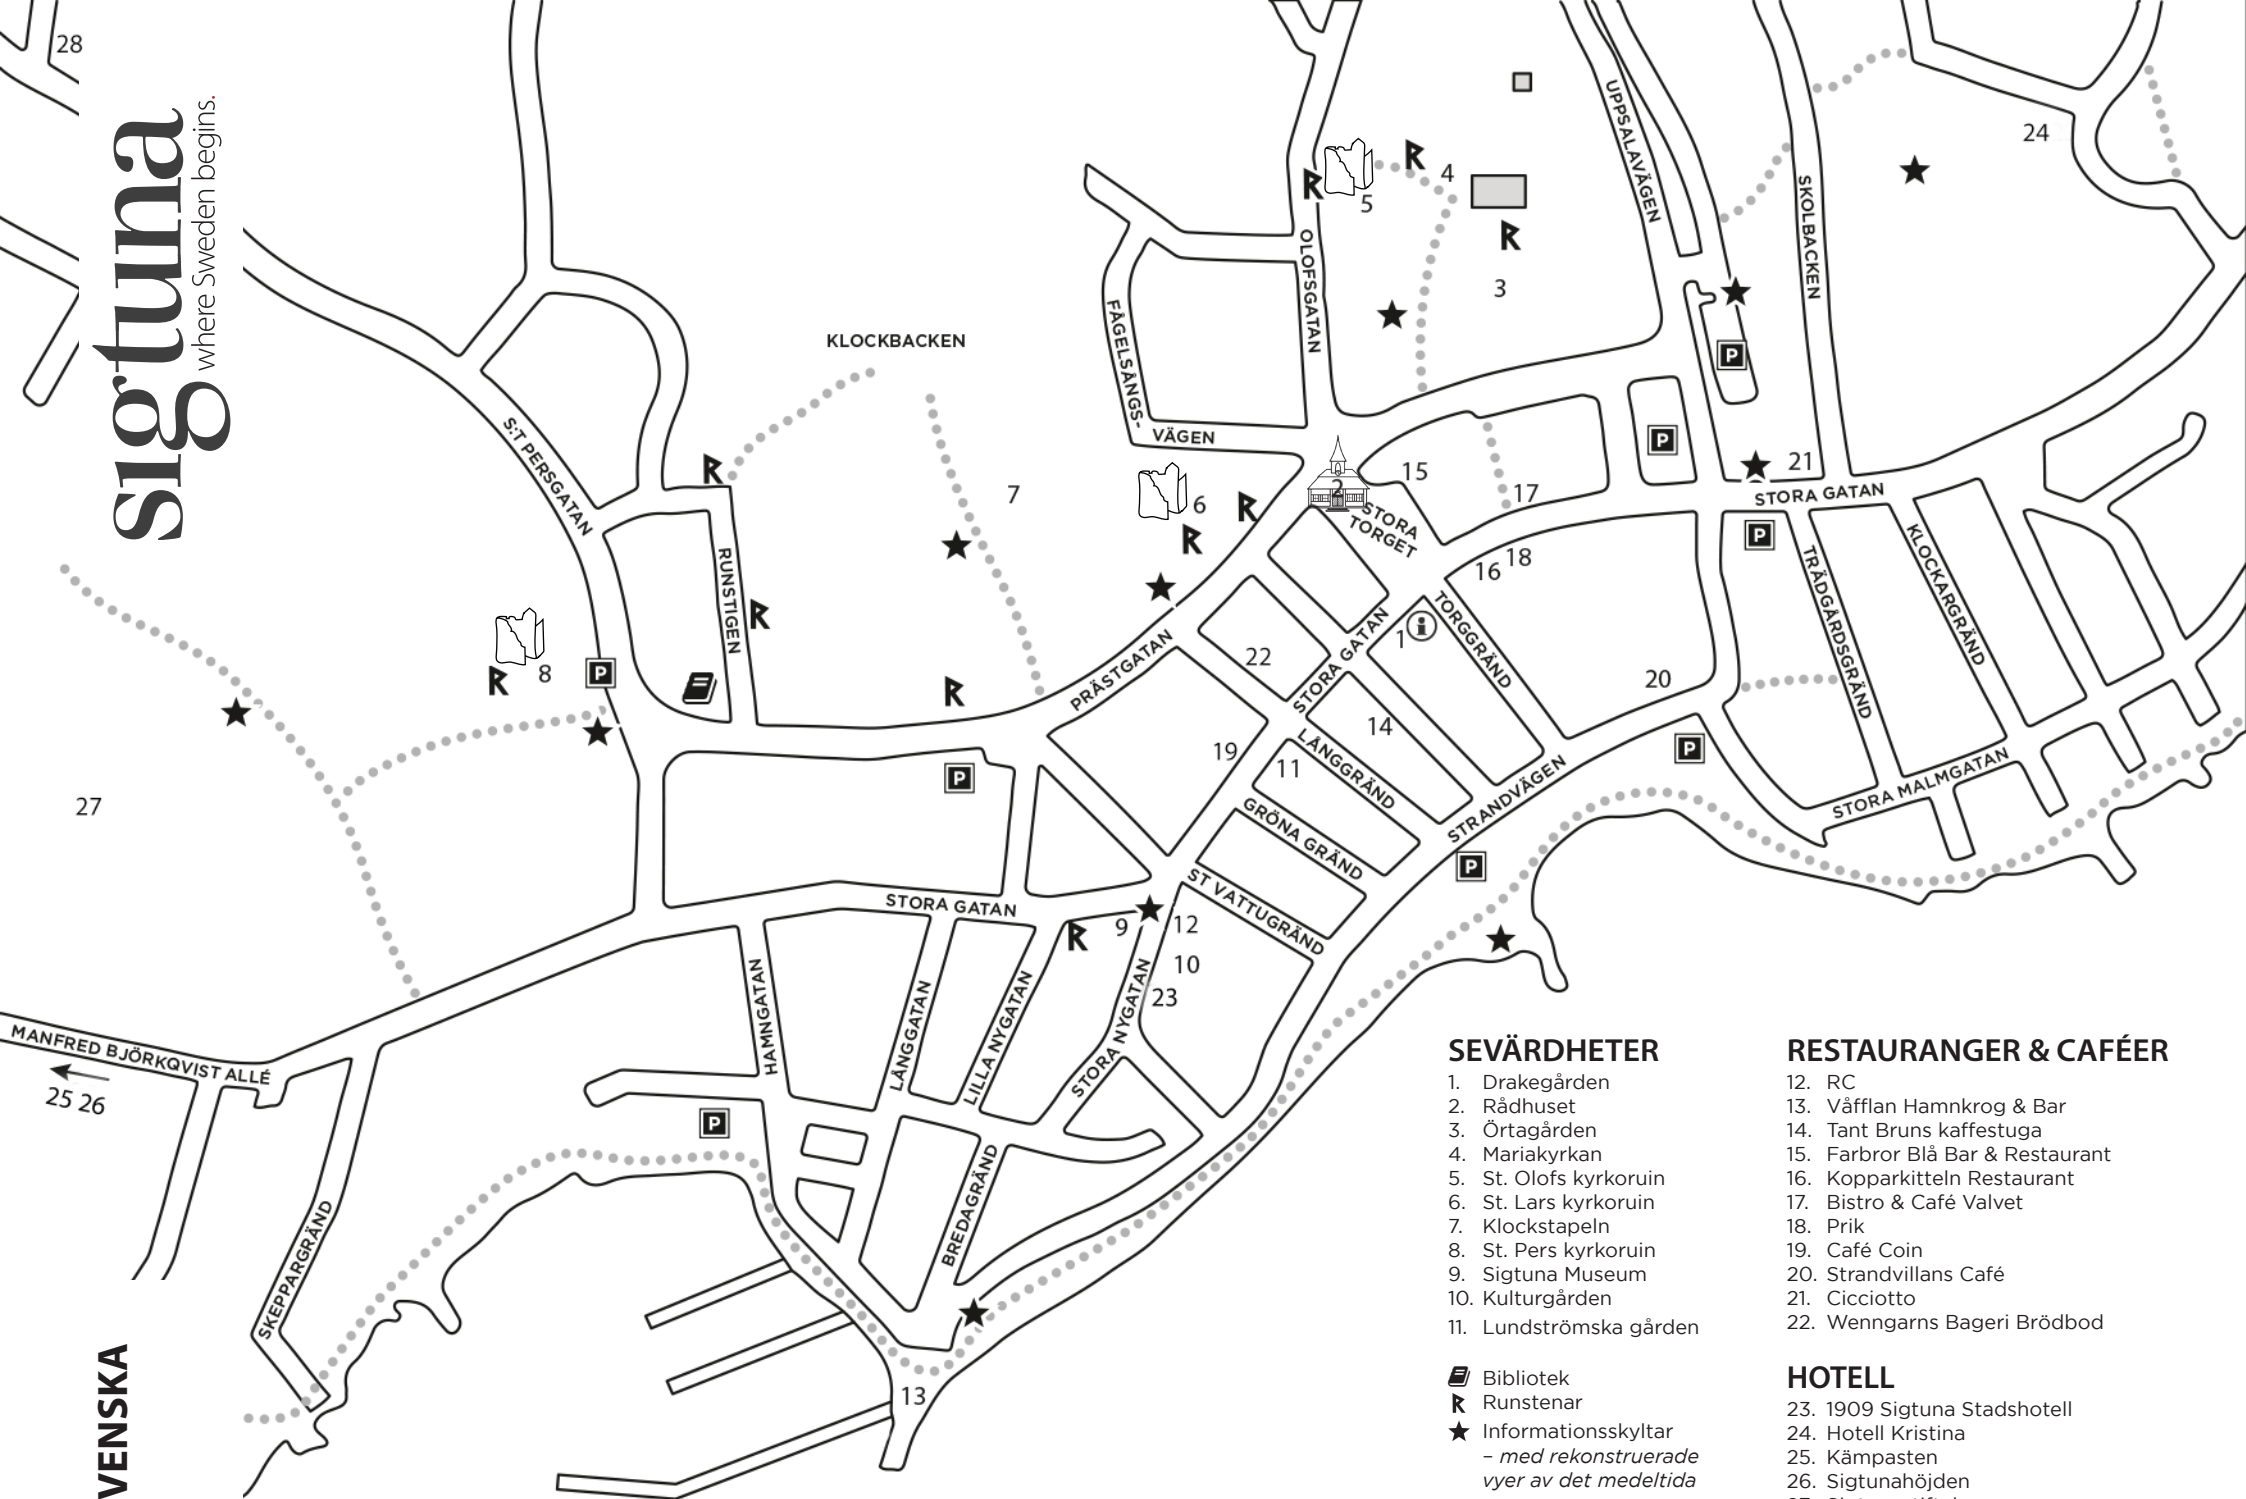 28
sigtuna
where Sweden begins.
KLOCKBACKEN
S:T PERSGATAN
RUNSTIGEN
FÅGELSÅNGS-
VÄGEN
OLOFSGATAN
UPPSALAVÄGEN
SKOLBACKEN
24
4
5
3
7
6
2
15
17
21
STORA
TORGET
STORA GATAN
16
18
8
27
PRÄSTGATAN
22
STORA GATAN
1
TORGGRÄND
20
TRÄDGÅRDSGRÄND
KLOCKARGRÄND
STORA MALMGATAN
19
14
11
LÅNGGRÄND
GRÖNA GRÄND
ST VATTUGRÄND
STRANDVÄGEN
STORA GATAN
9
12
10
23
HAMNGATAN
LÅNGGATAN
LILLA NYGATAN
STORA NYGATAN
BREDAGRÄND
MANFRED BJÖRKQVIST ALLÉ
25 26
SKEPPARGRÄND
13
P
P
P
P
P
P
P
P
VENSKA
SEVÄRDHETER
1. Drakegården
2. Rådhuset
3. Örtagården
4. Mariakyrkan
5. St. Olofs kyrkoruin
6. St. Lars kyrkoruin
7. Klockstapeln
8. St. Pers kyrkoruin
9. Sigtuna Museum
10. Kulturgården
11. Lundströmska gården
Bibliotek
Runstenar
Informationsskyltar
– med rekonstruerade
vyer av det medeltida
RESTAURANGER & CAFÉER
12. RC
13. Våfflan Hamnkrog & Bar
14. Tant Bruns kaffestuga
15. Farbror Blå Bar & Restaurant
16. Kopparkitteln Restaurant
17. Bistro & Café Valvet
18. Prik
19. Café Coin
20. Strandvillans Café
21. Cicciotto
22. Wenngarns Bageri Brödbod
HOTELL
23. 1909 Sigtuna Stadshotell
24. Hotell Kristina
25. Kämpasten
26. Sigtunahöjden